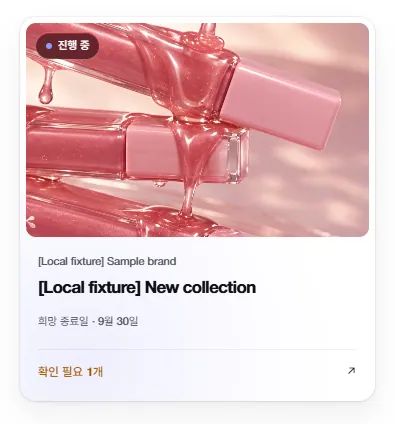 진행 중
[Local fixture] Sample brand
[Local fixture] New collection
희망 종료일 · 9월 30일
확인 필요 1개